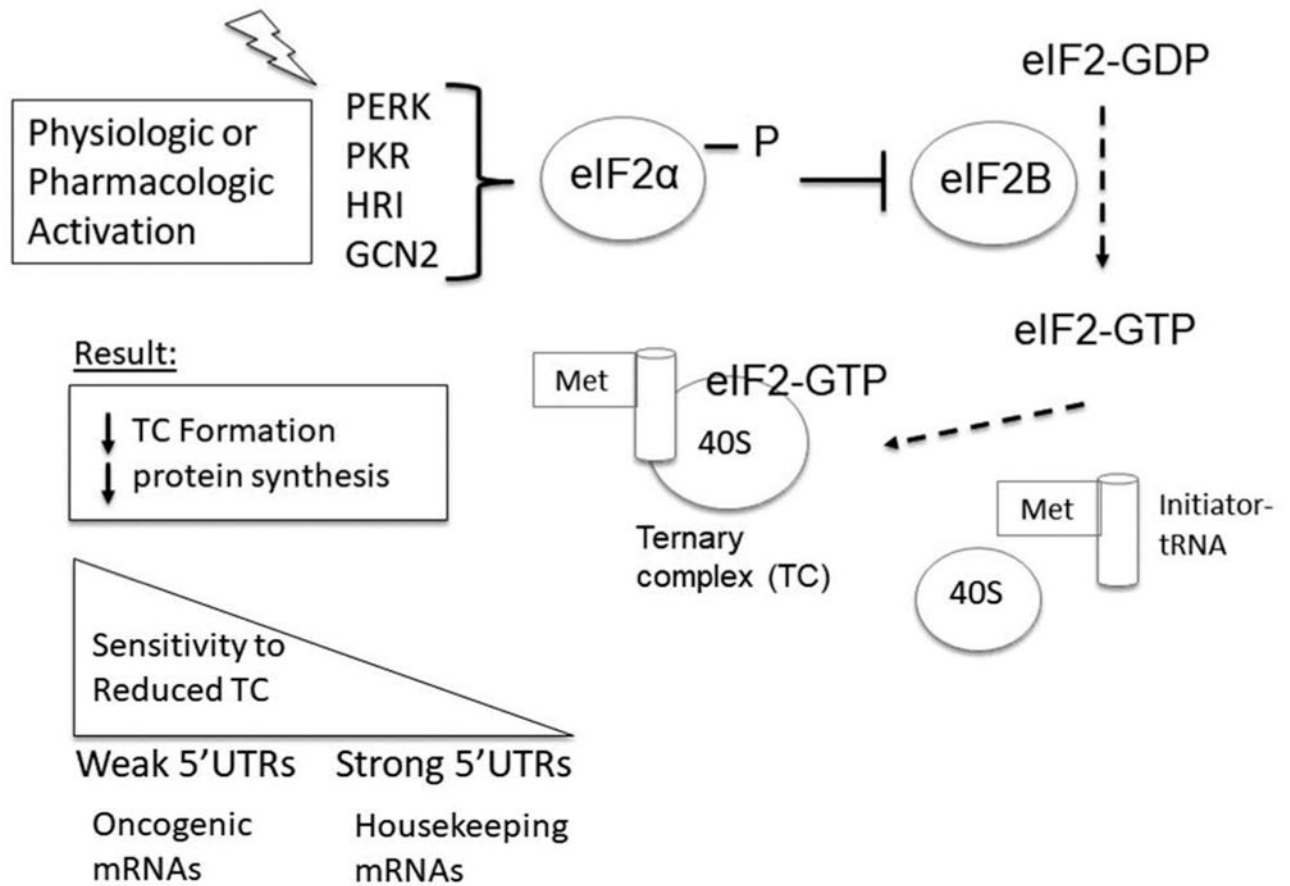 Physiologic or
Pharmacologic
Activation
PERK
PKR
HRI
GCN2
eIF2α
P
eIF2B
eIF2-GDP
eIF2-GTP
Initiator-
tRNA
Met
40S
Met
eIF2-GTP
40S
Ternary
complex (TC)
Result:
TC Formation
protein synthesis
Sensitivity to
Reduced TC
Weak 5’UTRs
Strong 5’UTRs
Oncogenic
mRNAs
Housekeeping
mRNAs